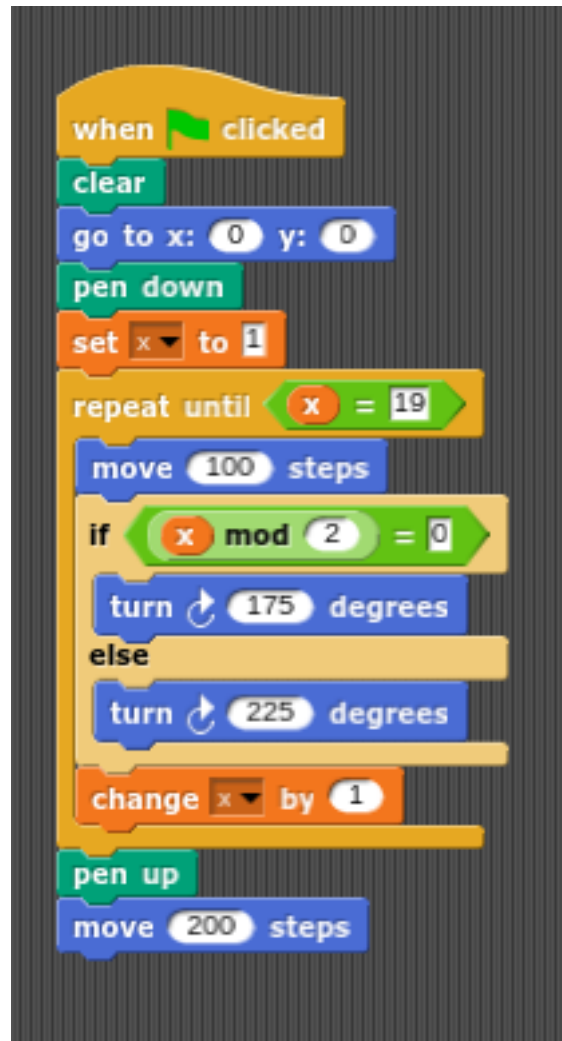 when clicked
clear
go to x: 0 y: 0
pen down
set x to 1
repeat until x = 19
move 100 steps
if x mod 2 = 0
turn 175 degrees
else
turn 225 degrees
change x by 1
pen up
move 200 steps